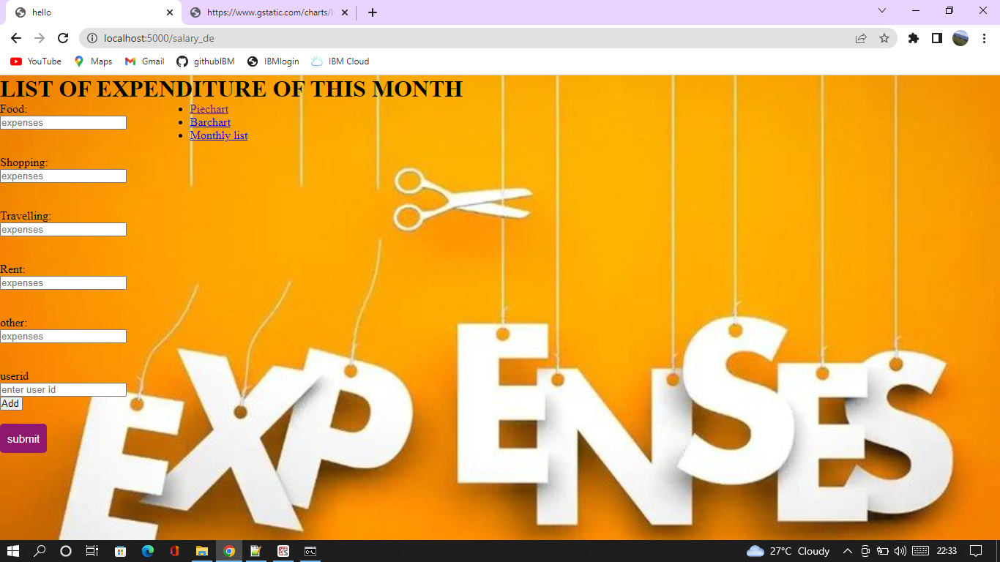 hello
https://www.gstatic.com/charts/l
localhost:5000/salary_de
YouTube
Maps
Gmail
githubIBM
IBMlogin
IBM Cloud
LIST OF EXPENDITURE OF THIS MONTH
Food:
expenses
Piechart
Barchart
Monthly list
Shopping:
expenses
Travelling:
expenses
Rent:
expenses
other:
expenses
userid
enter user id
Add
submit
EXPENSES
27°C Cloudy
22:33